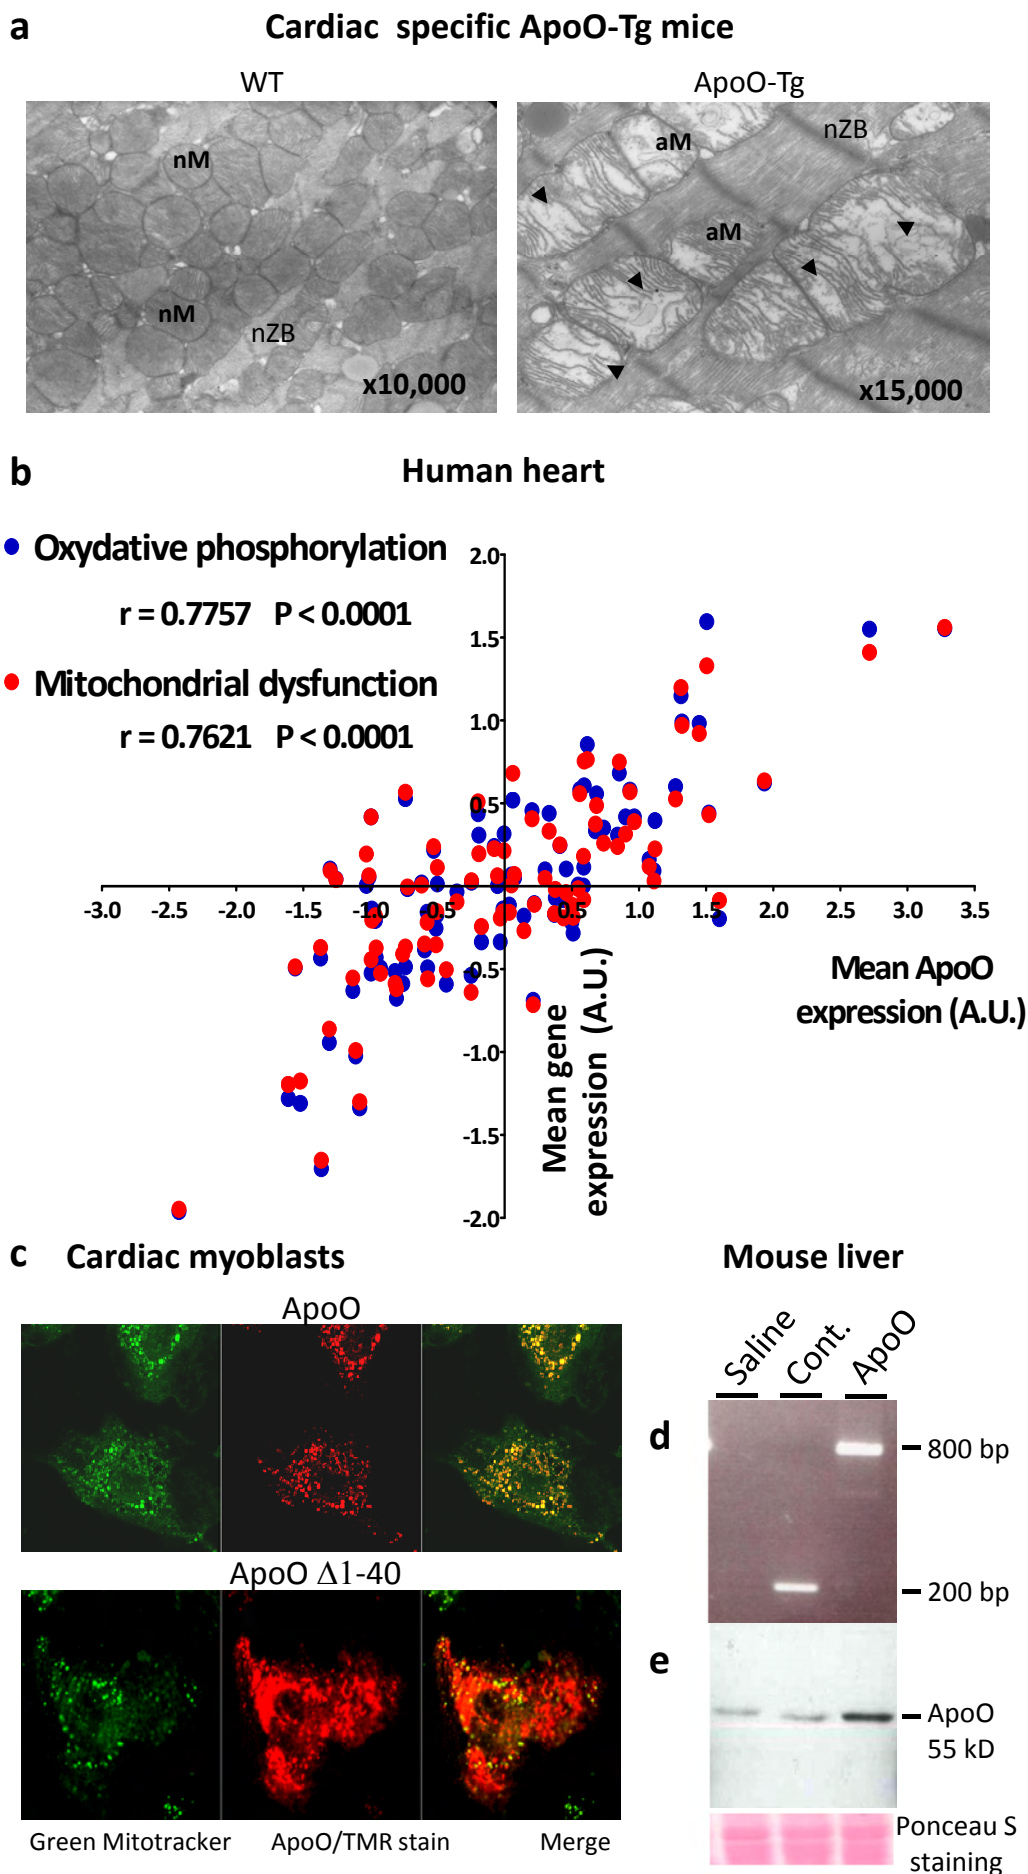 a
Cardiac specific ApoO-Tg mice
WT
ApoO-Tg
nM
nM
nZB
x10,000
aM
nZB
aM
x15,000
b
Human heart
Oxydative phosphorylation
r = 0.7757 P < 0.0001
Mitochondrial dysfunction
r = 0.7621 P < 0.0001
2.0
1.5
1.0
0.5
-3.0 -2.5 -2.0 -1.5 -1.0 -0.5 0.5 1.0 1.5 2.0 2.5 3.0 3.5
-0.5
-1.0
-1.5
-2.0
Mean ApoO
expression (A.U.)
Mean gene
expression (A.U.)
c
Cardiac myoblasts
ApoO
ApoO Δ1-40
Green Mitotracker
ApoO/TMR stain
Merge
Mouse liver
Saline
Cont.
ApoO
d
800 bp
200 bp
e
ApoO
55 kD
Ponceau S
staining